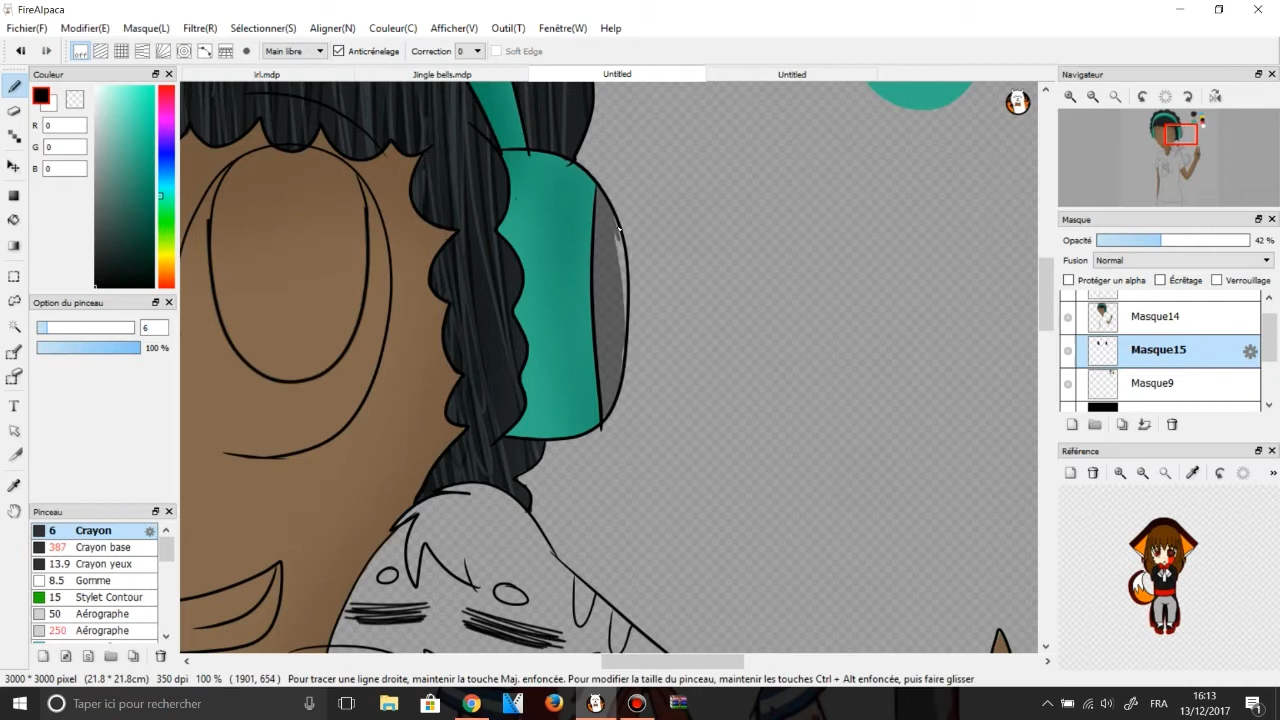 FireAlpaca
Fichier(F) Modifier(E) Masque(L) Filtre(R) Sélectionner(S) Aligner(N) Couleur(C) Afficher(V) Outil(T) Fenêtre(W) Help
off Main libre Anticrénelage Correction 0 Soft Edge
Couleur irl.mdp Jingle bells.mdp Untitled Untitled Navigateur
R 0
G 0
B 0
Masque
Opacité 42 %
Fusion Normal
Protéger un alpha Écrêtage Verrouillage
Option du pinceau
6
100 %
Masque14
Masque15
Masque9
Référence
Pinceau
6 Crayon
387 Crayon base
13.9 Crayon yeux
8.5 Gomme
15 Stylet Contour
50 Aérographe
250 Aérographe
3000 * 3000 pixel (21.8 * 21.8cm) 350 dpi 100 % ( 1901, 654 ) Pour tracer une ligne droite, maintenir la touche Maj. enfoncée. Pour modifier la taille du pinceau, maintenir les touches Ctrl + Alt enfoncée, puis faire glisser
Taper ici pour rechercher
FRA
16:13
13/12/2017